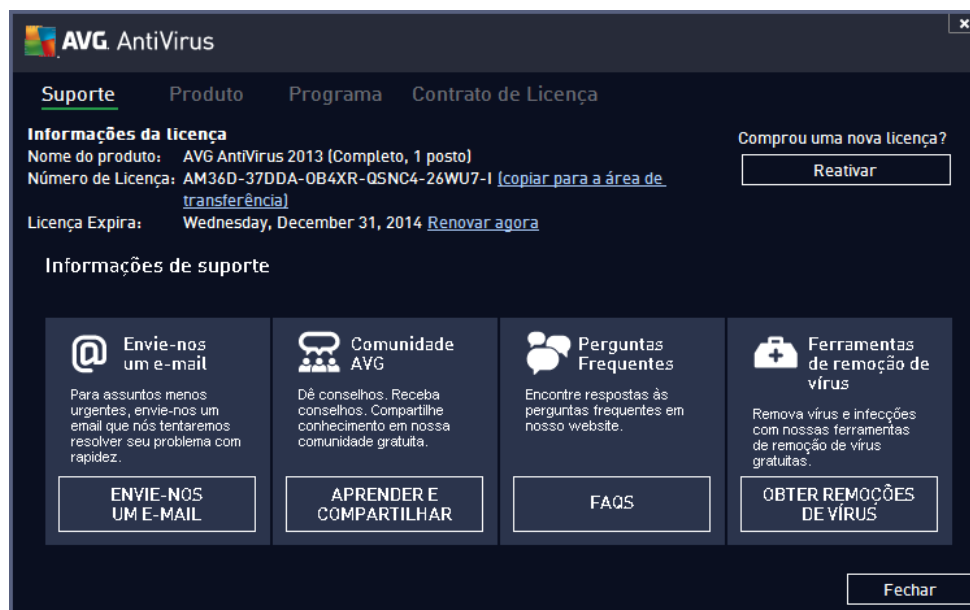 AVG. AntiVirus
Suporte Produto Programa Contrato de Licença
Informações da licença
Nome do produto: AVG AntiVirus 2013 (Completo, 1 posto)
Número de Licença: AM36D-37DDA-OB4XR-QSNC4-26WU7-I (copiar para a área de
transferência)
Licença Expira: Wednesday, December 31, 2014 Renovar agora
Comprou uma nova licença?
Reativar
Informações de suporte
Envie-nos
um e-mail
Para assuntos menos
urgentes, envie-nos um
email que nós tentaremos
resolver seu problema com
rapidez.
ENVIE-NOS
UM E-MAIL
Comunidade
AVG
Dê conselhos. Receba
conselhos. Compartilhe
conhecimento em nossa
comunidade gratuita.
APRENDER E
COMPARTILHAR
Perguntas
Frequentes
Encontre respostas às
perguntas frequentes em
nosso website.
FAQS
Ferramentas
de remoção de
vírus
Remova vírus e infecções
com nossas ferramentas
de remoção de vírus
gratuitas.
OBTER REMOÇÕES
DE VÍRUS
Fechar